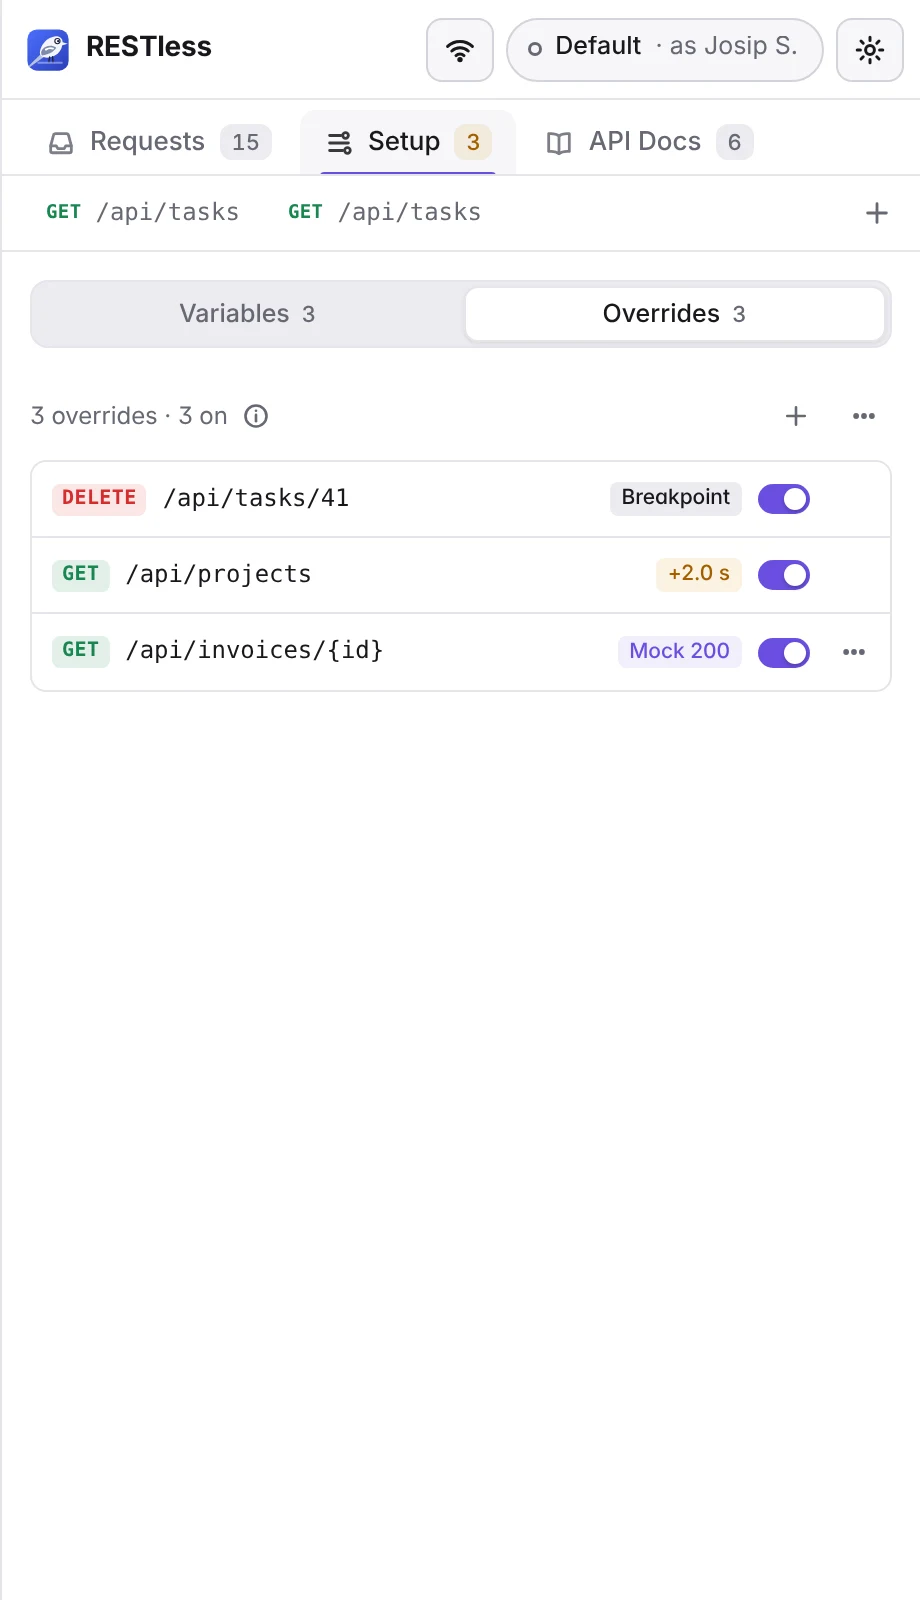 RESTless
Default · as Josip S.
Requests 15
Setup 3
API Docs 6
GET /api/tasks
GET /api/tasks
Variables 3
Overrides 3
3 overrides · 3 on
DELETE /api/tasks/41 Breakpoint
GET /api/projects +2.0 s
GET /api/invoices/{id} Mock 200